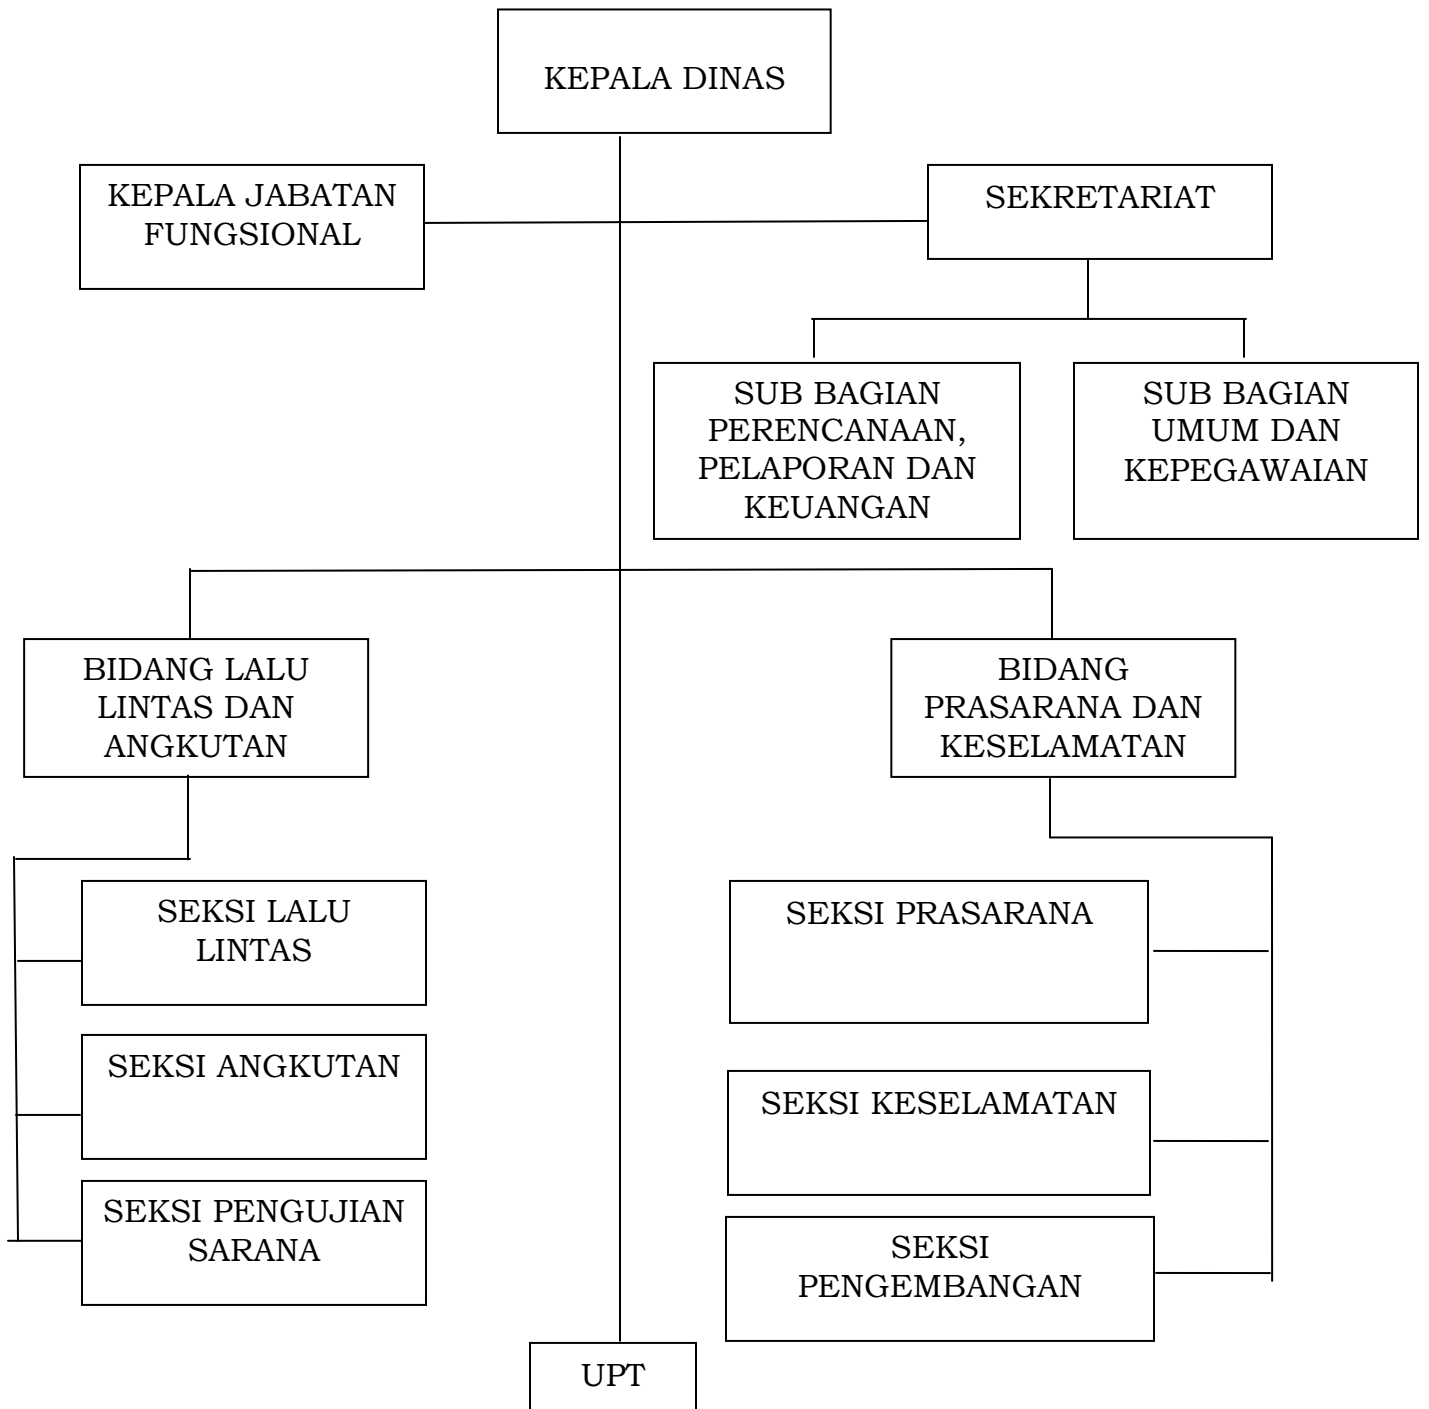 KEPALA DINAS
KEPALA JABATAN
FUNGSIONAL
SEKRETARIAT
SUB BAGIAN
PERENCANAAN,
PELAPORAN DAN
KEUANGAN
SUB BAGIAN
UMUM DAN
KEPEGAWAIAN
BIDANG LALU
LINTAS DAN
ANGKUTAN
BIDANG
PRASARANA DAN
KESELAMATAN
SEKSI LALU
LINTAS
SEKSI ANGKUTAN
SEKSI PENGUJIAN
SARANA
SEKSI PRASARANA
SEKSI KESELAMATAN
SEKSI
PENGEMBANGAN
UPT